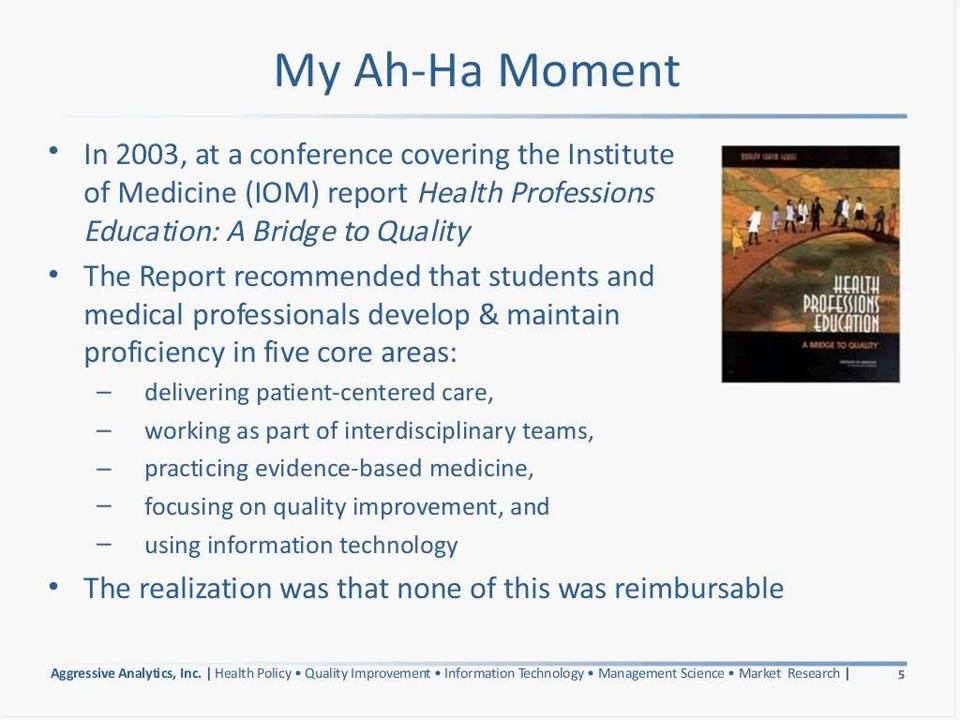 My Ah-Ha Moment
• In 2003, at a conference covering the Institute
of Medicine (IOM) report Health Professions
Education: A Bridge to Quality
• The Report recommended that students and
medical professionals develop & maintain
proficiency in five core areas:
– delivering patient-centered care,
– working as part of interdisciplinary teams,
– practicing evidence-based medicine,
– focusing on quality improvement, and
– using information technology
• The realization was that none of this was reimbursable
HEALTH
PROFESSIONS
EDUCATION
A BRIDGE TO QUALITY
Aggressive Analytics, Inc. | Health Policy • Quality Improvement • Information Technology • Management Science • Market Research | 5